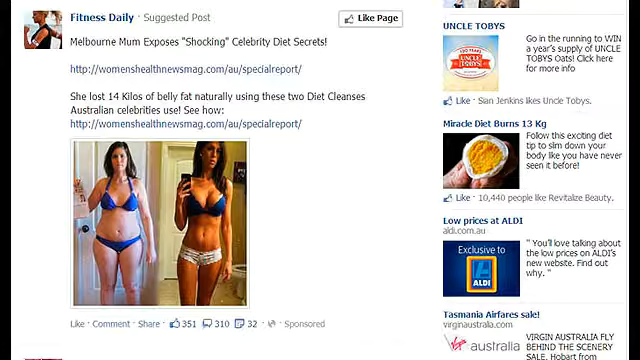 Fitness Daily · Suggested Post
Like Page
Melbourne Mum Exposes "Shocking" Celebrity Diet Secrets!
http://womenshealthnewsmag.com/au/specialreport/
She lost 14 Kilos of belly fat naturally using these two Diet Cleanses
Australian celebrities use! See how:
http://womenshealthnewsmag.com/au/specialreport/
Like · Comment · Share · 351 310 32 · Sponsored
UNCLE TOBYS
UNCLE
TOBYS
Go in the running to WIN
a year's supply of UNCLE
TOBYS Oats! Click here
for more info
Like · Sian Jenkins likes Uncle Tobys.
Miracle Diet Burns 13 Kg
Follow this exciting diet
tip to slim down your
body like you have never
seen it before!
Like · 10,440 people like Revitalize Beauty.
Low prices at ALDI
aldi.com.au
Exclusive to
ALDI
" You'll love talking about
the low prices on ALDI's
new website. Find out
why. "
Tasmania Airfares sale!
virginaustralia.com
australia
VIRGIN AUSTRALIA FLY
BEHIND THE SCENERY
SALE. Hobart from